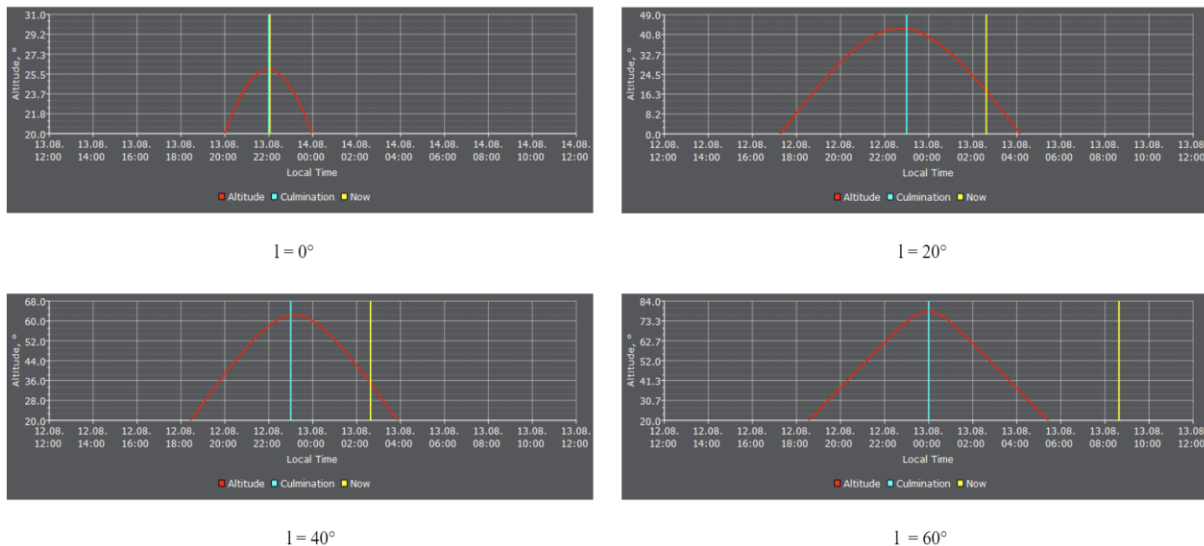 31.0
29.2
27.3
25.5
23.7
21.8
20.0
Altitude, °
13.08. 13.08. 13.08. 13.08. 13.08. 13.08. 14.08. 14.08. 14.08. 14.08. 14.08. 14.08. 14.08.
12:00 14:00 16:00 18:00 20:00 22:00 00:00 02:00 04:00 06:00 08:00 10:00 12:00
Local Time
Altitude Culmination Now
l = 0°
49.0
40.8
32.7
24.5
16.3
8.2
0.0
Altitude, °
12.08. 12.08. 12.08. 12.08. 12.08. 12.08. 13.08. 13.08. 13.08. 13.08. 13.08. 13.08. 13.08.
12:00 14:00 16:00 18:00 20:00 22:00 00:00 02:00 04:00 06:00 08:00 10:00 12:00
Local Time
Altitude Culmination Now
l = 20°
68.0
60.0
52.0
44.0
36.0
28.0
20.0
Altitude, °
12.08. 12.08. 12.08. 12.08. 12.08. 12.08. 13.08. 13.08. 13.08. 13.08. 13.08. 13.08. 13.08.
12:00 14:00 16:00 18:00 20:00 22:00 00:00 02:00 04:00 06:00 08:00 10:00 12:00
Local Time
Altitude Culmination Now
l = 40°
84.0
73.3
62.7
52.0
41.3
30.7
20.0
Altitude, °
12.08. 12.08. 12.08. 12.08. 12.08. 12.08. 13.08. 13.08. 13.08. 13.08. 13.08. 13.08. 13.08.
12:00 14:00 16:00 18:00 20:00 22:00 00:00 02:00 04:00 06:00 08:00 10:00 12:00
Local Time
Altitude Culmination Now
l = 60°